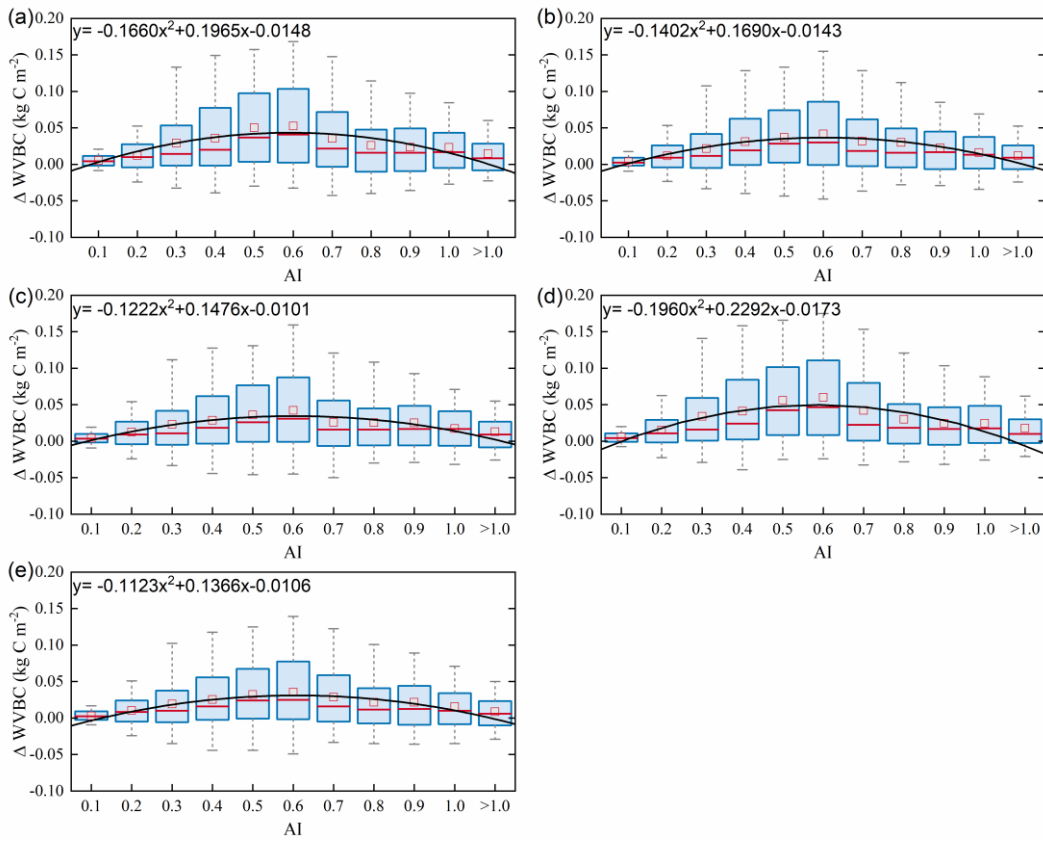 (a)
y= -0.1660x²+0.1965x-0.0148
0.20
0.15
0.10
0.05
0.00
-0.05
-0.10
Δ WVBC (kg C m⁻²)
0.1 0.2 0.3 0.4 0.5 0.6 0.7 0.8 0.9 1.0 >1.0
AI
(b)
y= -0.1402x²+0.1690x-0.0143
0.20
0.15
0.10
0.05
0.00
-0.05
-0.10
Δ WVBC (kg C m⁻²)
0.1 0.2 0.3 0.4 0.5 0.6 0.7 0.8 0.9 1.0 >1.0
AI
(c)
y= -0.1222x²+0.1476x-0.0101
0.20
0.15
0.10
0.05
0.00
-0.05
-0.10
Δ WVBC (kg C m⁻²)
0.1 0.2 0.3 0.4 0.5 0.6 0.7 0.8 0.9 1.0 >1.0
AI
(d)
y= -0.1960x²+0.2292x-0.0173
0.20
0.15
0.10
0.05
0.00
-0.05
-0.10
Δ WVBC (kg C m⁻²)
0.1 0.2 0.3 0.4 0.5 0.6 0.7 0.8 0.9 1.0 >1.0
AI
(e)
y= -0.1123x²+0.1366x-0.0106
0.20
0.15
0.10
0.05
0.00
-0.05
-0.10
Δ WVBC (kg C m⁻²)
0.1 0.2 0.3 0.4 0.5 0.6 0.7 0.8 0.9 1.0 >1.0
AI